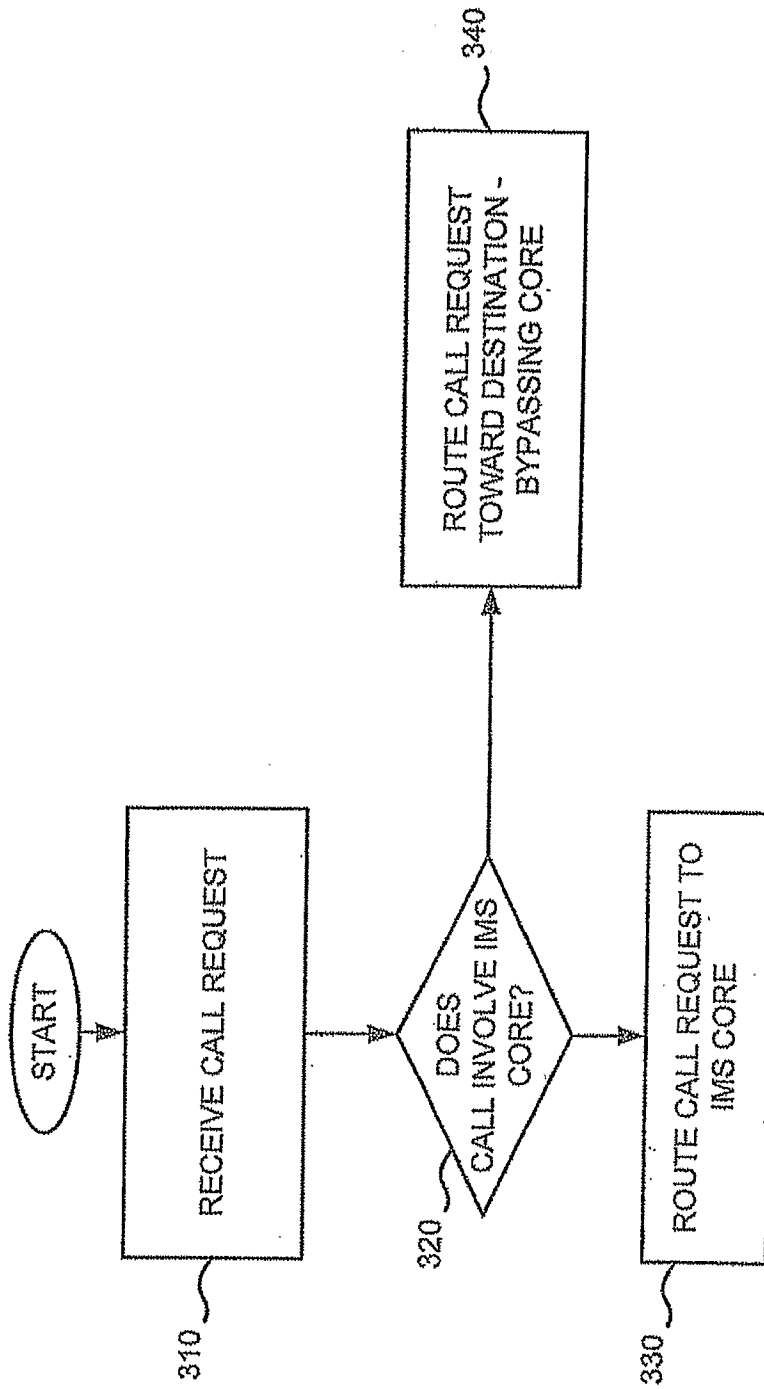 START
RECEIVE CALL REQUEST
310
DOES
CALL INVOLVE IMS
CORE?
320
ROUTE CALL REQUEST TO
IMS CORE
330
ROUTE CALL REQUEST
TOWARD DESTINATION -
BYPASSING CORE
340